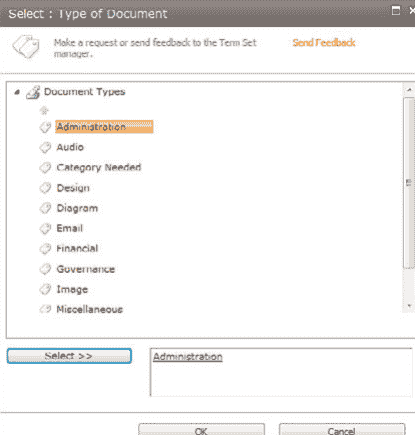 Select : Type of Document
Make a request or send feedback to the Term Set
manager.
Send Feedback
Document Types
Administration
Audio
Category Needed
Design
Diagram
Email
Financial
Governance
Image
Miscellaneous
Select >>
Administration
OK
Cancel